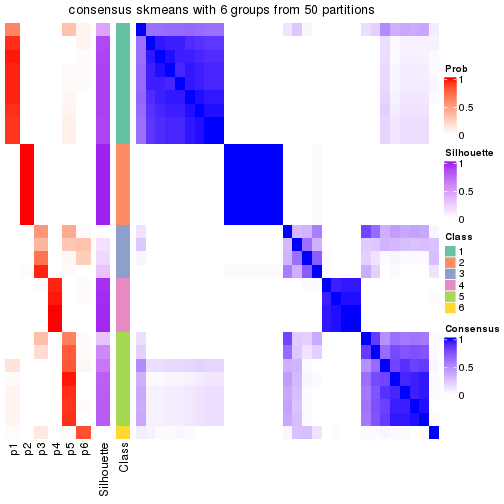 consensus skmeans with 6 groups from 50 partitions
Prob
1
0.5
0
Silhouette
1
0.5
0
Class
1
2
3
4
5
6
Consensus
1
0.5
0
p1
p2
p3
p4
p5
p6
Silhouette
Class